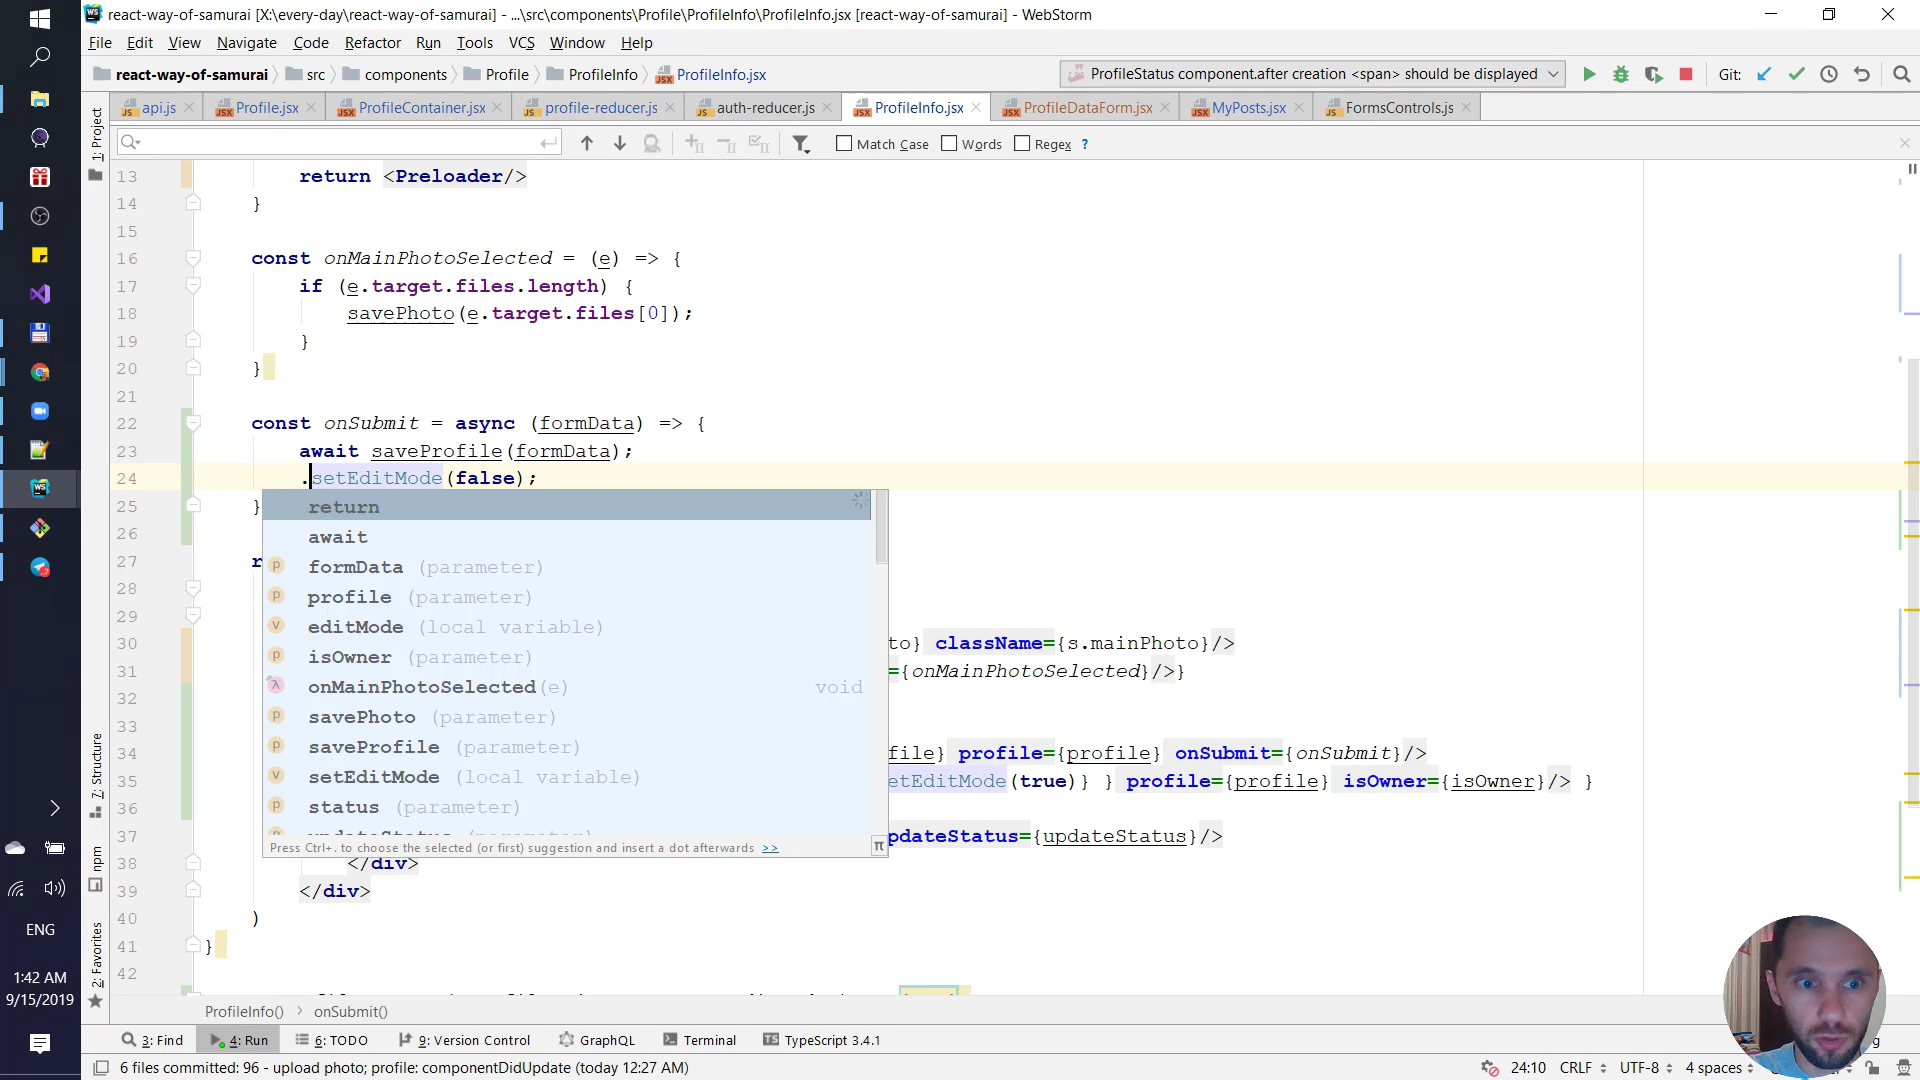 react-way-of-samurai [X:\every-day\react-way-of-samurai] - ...\src\components\Profile\ProfileInfo\ProfileInfo.jsx [react-way-of-samurai] - WebStorm
File Edit View Navigate Code Refactor Run Tools VCS Window Help
react-way-of-samurai src components Profile ProfileInfo ProfileInfo.jsx ProfileStatus component.after creation <span> should be displayed Git:
api.js Profile.jsx ProfileContainer.jsx profile-reducer.js auth-reducer.js ProfileInfo.jsx ProfileDataForm.jsx MyPosts.jsx FormsControls.js
Match Case Words Regex ?
1: Project
13 return <Preloader/>
14 }
15
16 const onMainPhotoSelected = (e) => {
17 if (e.target.files.length) {
18 savePhoto(e.target.files[0]);
19 }
20 }
21
22 const onSubmit = async (formData) => {
23 await saveProfile(formData);
24 .setEditMode(false);
25 }
return
26
await
27 r
formData (parameter)
28
profile (parameter)
29
editMode (local variable)
30 to} className={s.mainPhoto}/>
isOwner (parameter)
31 ={onMainPhotoSelected}/>}
onMainPhotoSelected(e) void
32
savePhoto (parameter)
33
saveProfile (parameter)
34 file} profile={profile} onSubmit={onSubmit}/>
setEditMode (local variable)
35 etEditMode(true)} } profile={profile} isOwner={isOwner}/> }
status (parameter)
36
37 pdateStatus={updateStatus}/>
Press Ctrl+. to choose the selected (or first) suggestion and insert a dot afterwards >>
38 </div>
39 </div>
40 )
41 }
42
7: Structure
npm
2: Favorites
ENG
1:42 AM
9/15/2019
ProfileInfo() onSubmit()
3: Find 4: Run 6: TODO 9: Version Control GraphQL Terminal TypeScript 3.4.1
6 files committed: 96 - upload photo; profile: componentDidUpdate (today 12:27 AM) 24:10 CRLF UTF-8 4 spaces